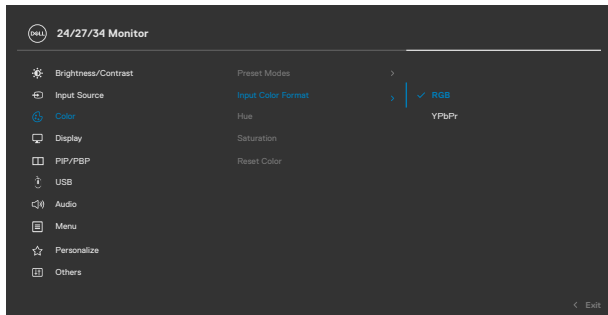 DELL 24/27/34 Monitor
Brightness/Contrast Preset Modes >
Input Source Input Color Format > ✓ RGB
Color Hue YPbPr
Display Saturation
PIP/PBP Reset Color
USB
Audio
Menu
Personalize
Others
< Exit